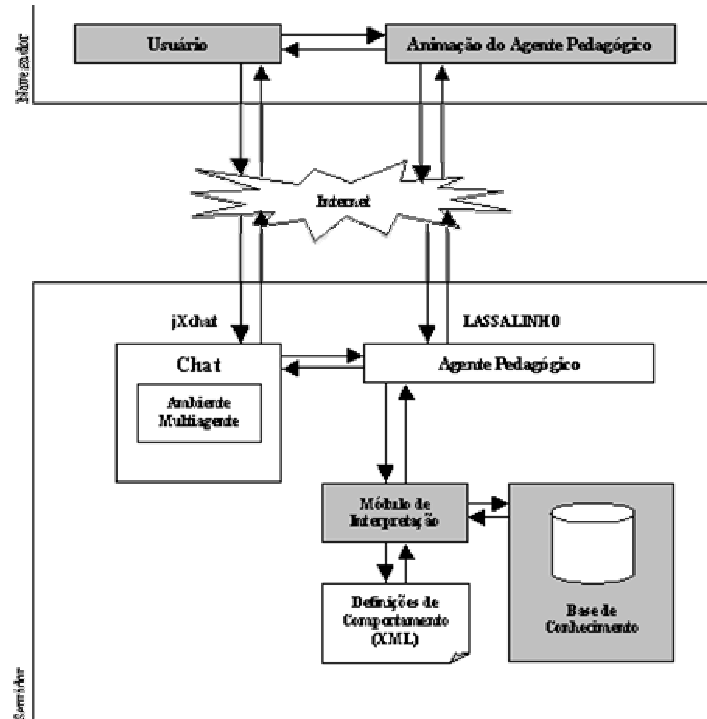 Navegador
Usuário
Animação do Agente Pedagógico
Internet
jXchat
LASSALINHO
Chat
Ambiente
Multiagente
Agente Pedagógico
Módulo de
Interpretação
Definições de
Comportamento
(XML)
Base de
Conhecimento
Servidor